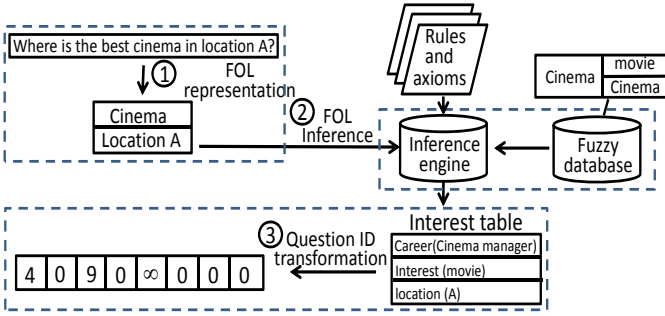 Where is the best cinema in location A?
1
FOL
representation
Cinema
Location A
2
FOL
Inference
Rules
and
axioms
Cinema
movie
Cinema
Inference
engine
Fuzzy
database
Interest table
Career(Cinema manager)
Interest (movie)
location (A)
3
Question ID
transformation
4 0 9 0 ∞ 0 0 0